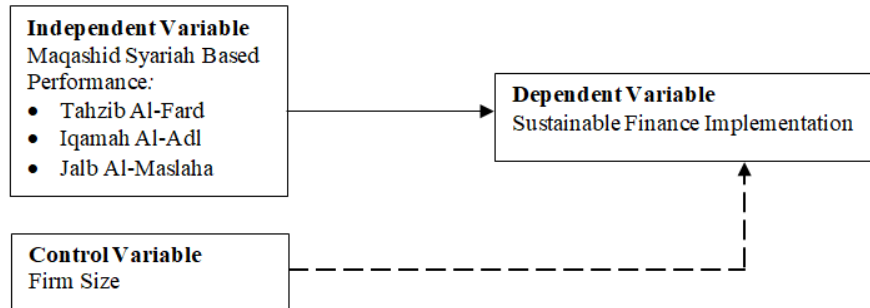 Independent Variable
Maqashid Syariah Based
Performance:
• Tahzib Al-Fard
• Iqamah Al-Adl
• Jalb Al-Maslaha
Dependent Variable
Sustainable Finance Implementation
Control Variable
Firm Size